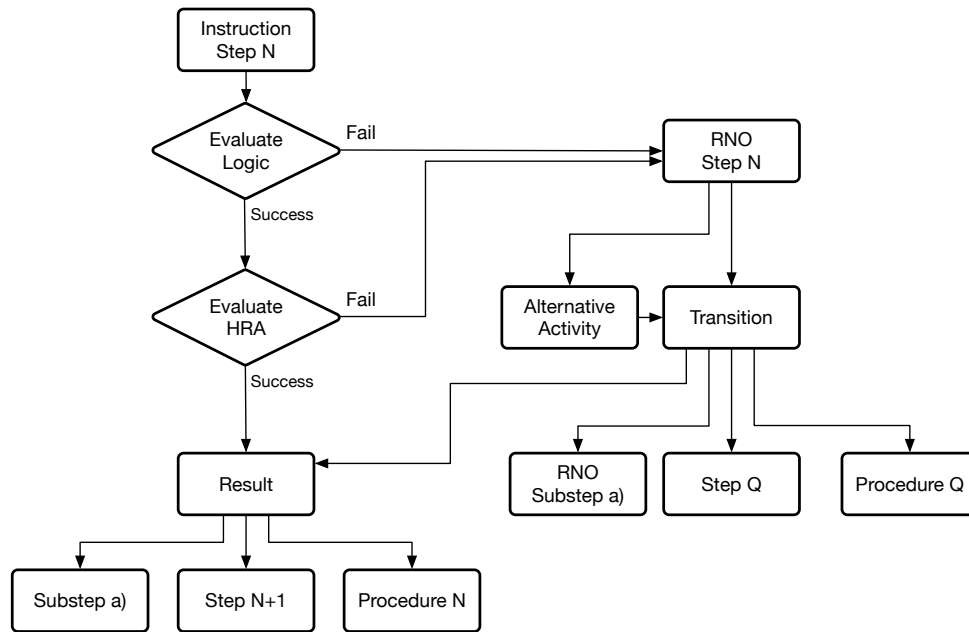 Instruction
Step N
Evaluate
Logic
Fail
RNO
Step N
Success
Evaluate
HRA
Fail
Alternative
Activity
Transition
Success
Result
RNO
Substep a)
Step Q
Procedure Q
Substep a)
Step N+1
Procedure N